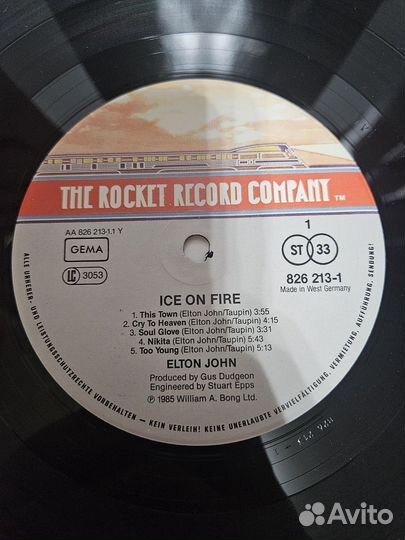 THE ROCKET RECORD COMPANY TM
AA 826 213-1.1 Y
1
GEMA
ST 33
LC 3053
826 213-1
Made in West Germany
ICE ON FIRE
1. This Town (Elton John/Taupin) 3:55
2. Cry To Heaven (Elton John/Taupin) 4:15
3. Soul Glove (Elton John/Taupin) 3:31
4. Nikita (Elton John/Taupin) 5:43
5. Too Young (Elton John/Taupin) 5:13
ELTON JOHN
Produced by Gus Dudgeon
Engineered by Stuart Epps
℗ 1985 William A. Bong Ltd.
ALLE URHEBER- UND LEISTUNGSSCHUTZRECHTE VORBEHALTEN – KEIN VERLEIH! KEINE UNERLAUBTE VERVIELFÄLTIGUNG, VERMIETUNG, AUFFÜHRUNG, SENDUNG!
Avito